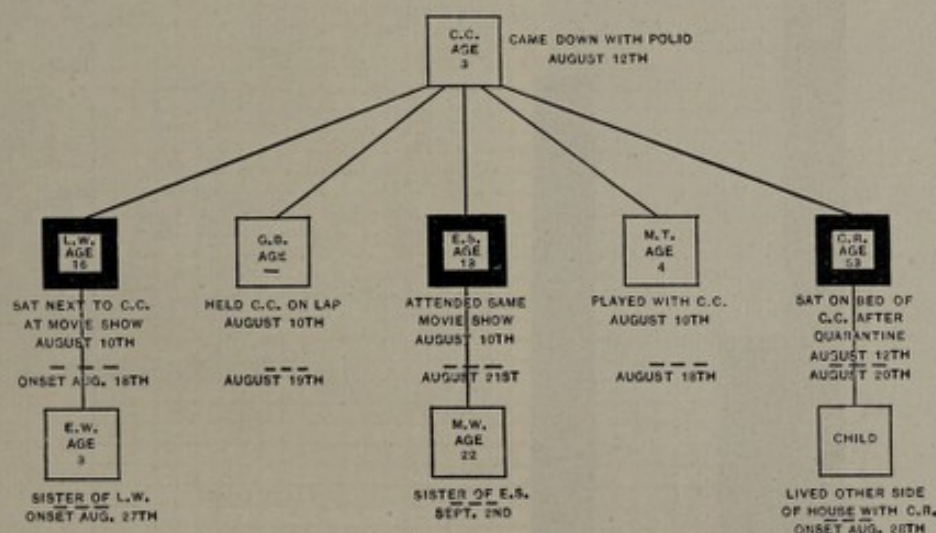 C.C.
AGE
3
CAME DOWN WITH POLIO
AUGUST 12TH
L.W.
AGE
16
SAT NEXT TO C.C.
AT MOVIE SHOW
AUGUST 10TH
ONSET AUG. 18TH
G.B.
AGE
—
HELD C.C. ON LAP
AUGUST 10TH
AUGUST 19TH
E.S.
AGE
13
ATTENDED SAME
MOVIE SHOW
AUGUST 10TH
AUGUST 21ST
M.T.
AGE
4
PLAYED WITH C.C.
AUGUST 10TH
AUGUST 18TH
C.R.
AGE
53
SAT ON BED OF
C.C. AFTER
QUARANTINE
AUGUST 12TH
AUGUST 20TH
E.W.
AGE
3
SISTER OF L.W.
ONSET AUG. 27TH
M.W.
AGE
22
SISTER OF E.S.
SEPT. 2ND
CHILD
LIVED OTHER SIDE
OF HOUSE WITH C.R.
ONSET AUG. 28TH